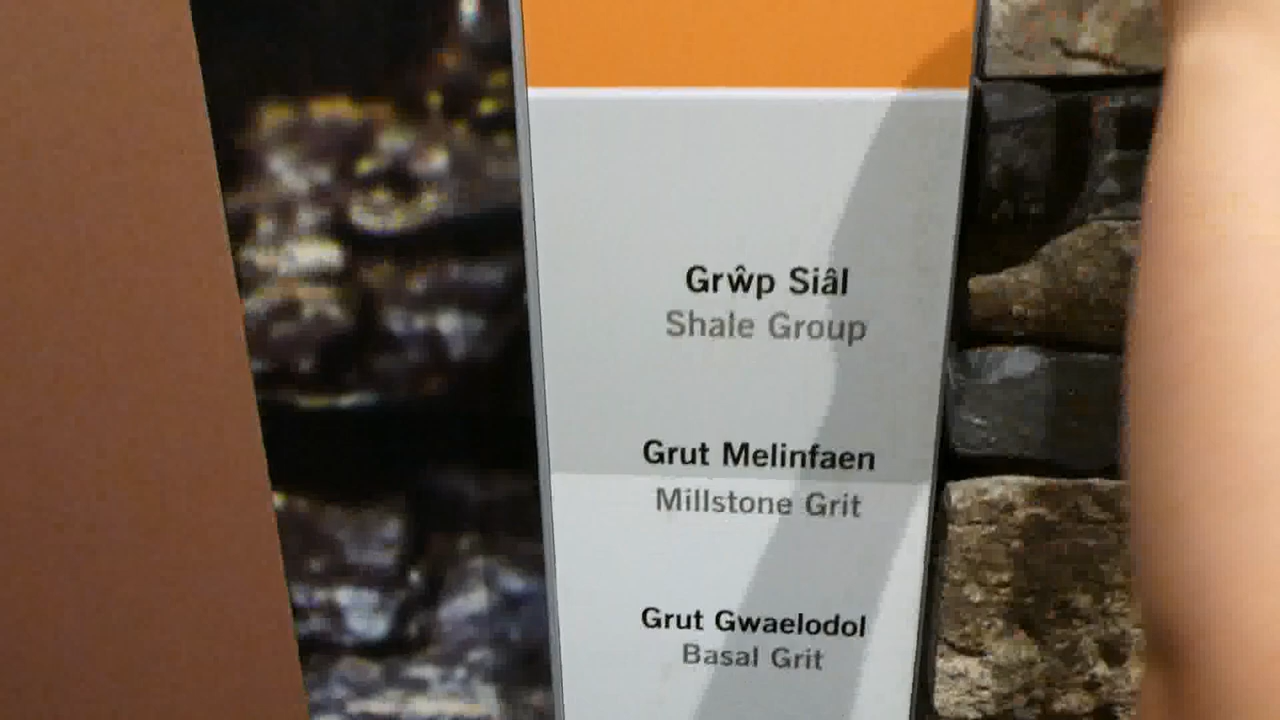 Grŵp Siâl
Shale Group
Grut Melinfaen
Millstone Grit
Grut Gwaelodol
Basal Grit